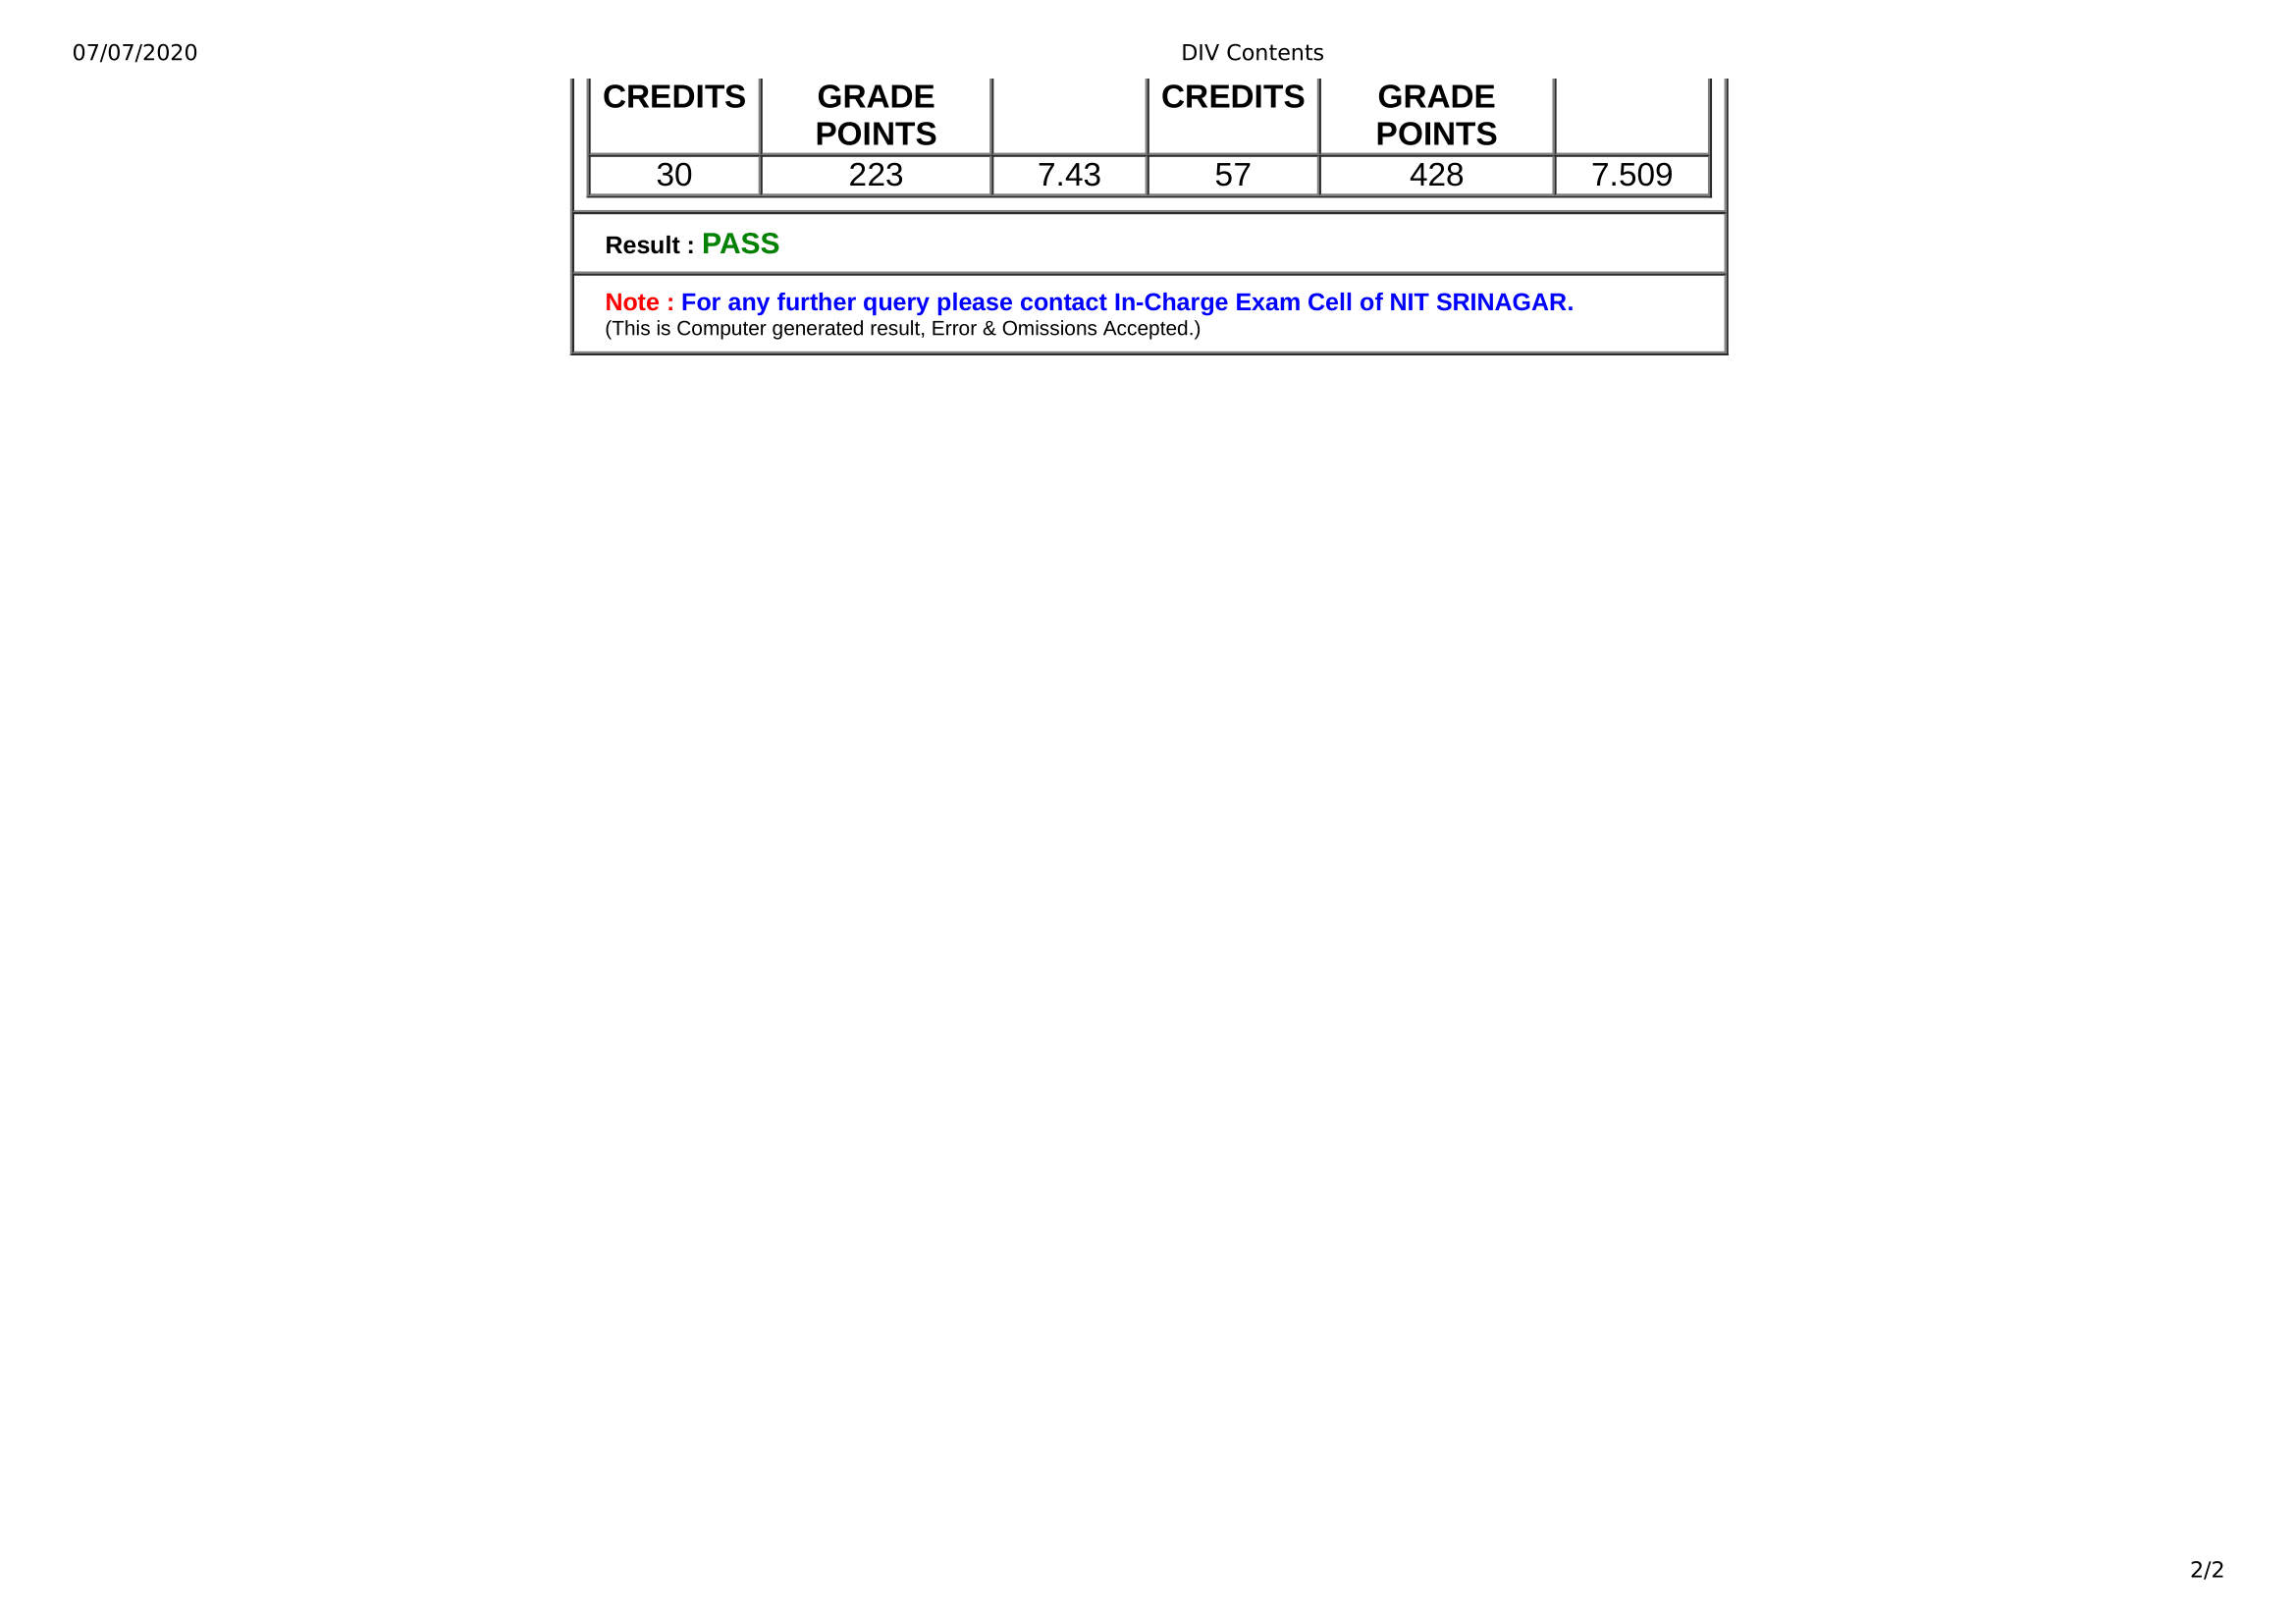 07/07/2020 DIV Contents
CREDITS GRADE CREDITS GRADE
POINTS POINTS
30 223 7.43 57 428 7.509
Result : PASS
Note : For any further query please contact In-Charge Exam Cell of NIT SRINAGAR.
(This is Computer generated result, Error & Omissions Accepted.)
2/2